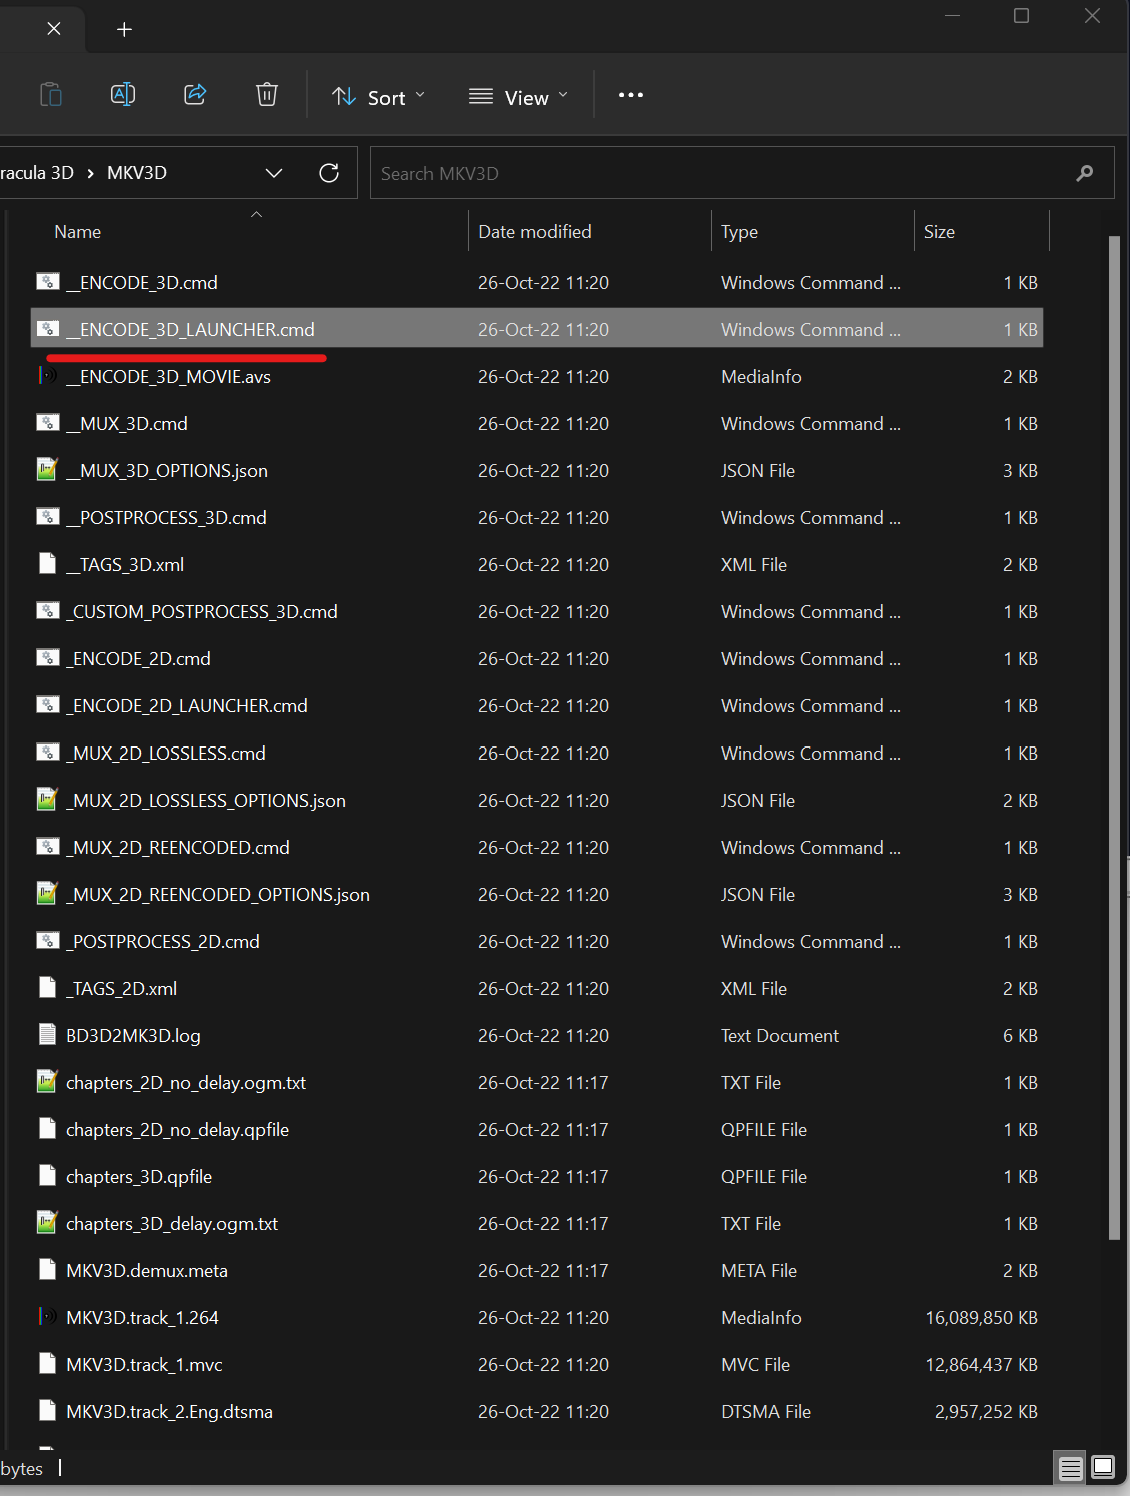 Sort
View
racula 3D > MKV3D
Search MKV3D
Name Date modified Type Size
__ENCODE_3D.cmd 26-Oct-22 11:20 Windows Command ... 1 KB
__ENCODE_3D_LAUNCHER.cmd 26-Oct-22 11:20 Windows Command ... 1 KB
__ENCODE_3D_MOVIE.avs 26-Oct-22 11:20 MediaInfo 2 KB
__MUX_3D.cmd 26-Oct-22 11:20 Windows Command ... 1 KB
__MUX_3D_OPTIONS.json 26-Oct-22 11:20 JSON File 3 KB
__POSTPROCESS_3D.cmd 26-Oct-22 11:20 Windows Command ... 1 KB
__TAGS_3D.xml 26-Oct-22 11:20 XML File 2 KB
_CUSTOM_POSTPROCESS_3D.cmd 26-Oct-22 11:20 Windows Command ... 1 KB
_ENCODE_2D.cmd 26-Oct-22 11:20 Windows Command ... 1 KB
_ENCODE_2D_LAUNCHER.cmd 26-Oct-22 11:20 Windows Command ... 1 KB
_MUX_2D_LOSSLESS.cmd 26-Oct-22 11:20 Windows Command ... 1 KB
_MUX_2D_LOSSLESS_OPTIONS.json 26-Oct-22 11:20 JSON File 2 KB
_MUX_2D_REENCODED.cmd 26-Oct-22 11:20 Windows Command ... 1 KB
_MUX_2D_REENCODED_OPTIONS.json 26-Oct-22 11:20 JSON File 3 KB
_POSTPROCESS_2D.cmd 26-Oct-22 11:20 Windows Command ... 1 KB
_TAGS_2D.xml 26-Oct-22 11:20 XML File 2 KB
BD3D2MK3D.log 26-Oct-22 11:20 Text Document 6 KB
chapters_2D_no_delay.ogm.txt 26-Oct-22 11:17 TXT File 1 KB
chapters_2D_no_delay.qpfile 26-Oct-22 11:17 QPFILE File 1 KB
chapters_3D.qpfile 26-Oct-22 11:17 QPFILE File 1 KB
chapters_3D_delay.ogm.txt 26-Oct-22 11:17 TXT File 1 KB
MKV3D.demux.meta 26-Oct-22 11:17 META File 2 KB
MKV3D.track_1.264 26-Oct-22 11:20 MediaInfo 16,089,850 KB
MKV3D.track_1.mvc 26-Oct-22 11:20 MVC File 12,864,437 KB
MKV3D.track_2.Eng.dtsma 26-Oct-22 11:20 DTSMA File 2,957,252 KB
bytes